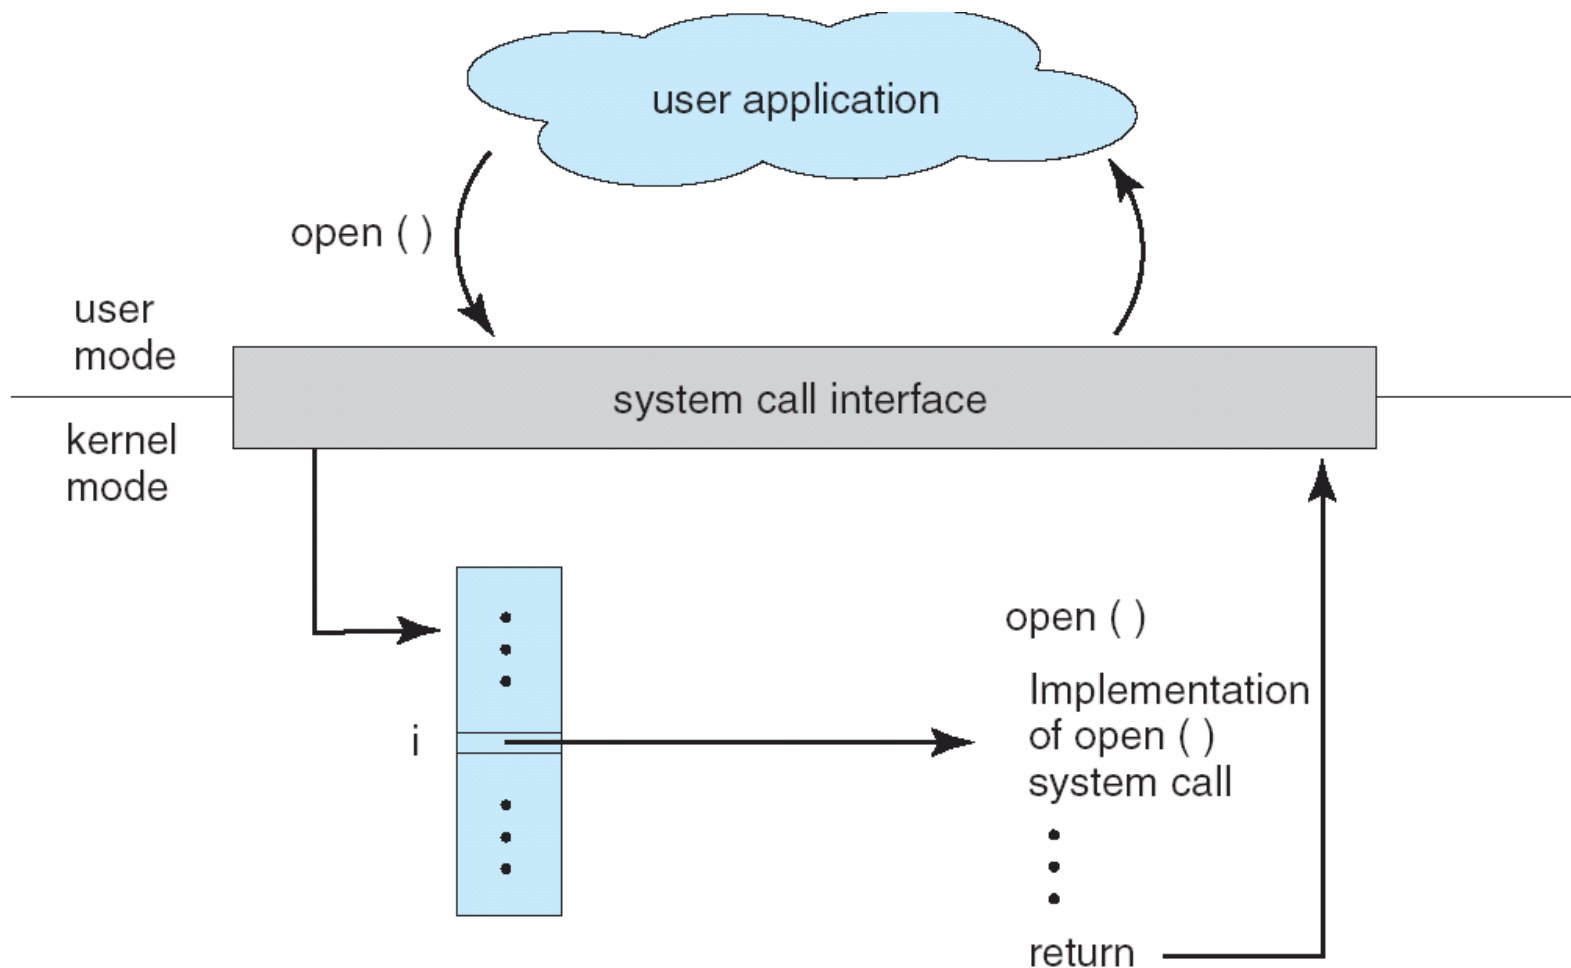 user application
open ( )
user
mode
system call interface
kernel
mode
open ( )
Implementation
of open ( )
system call
i
return